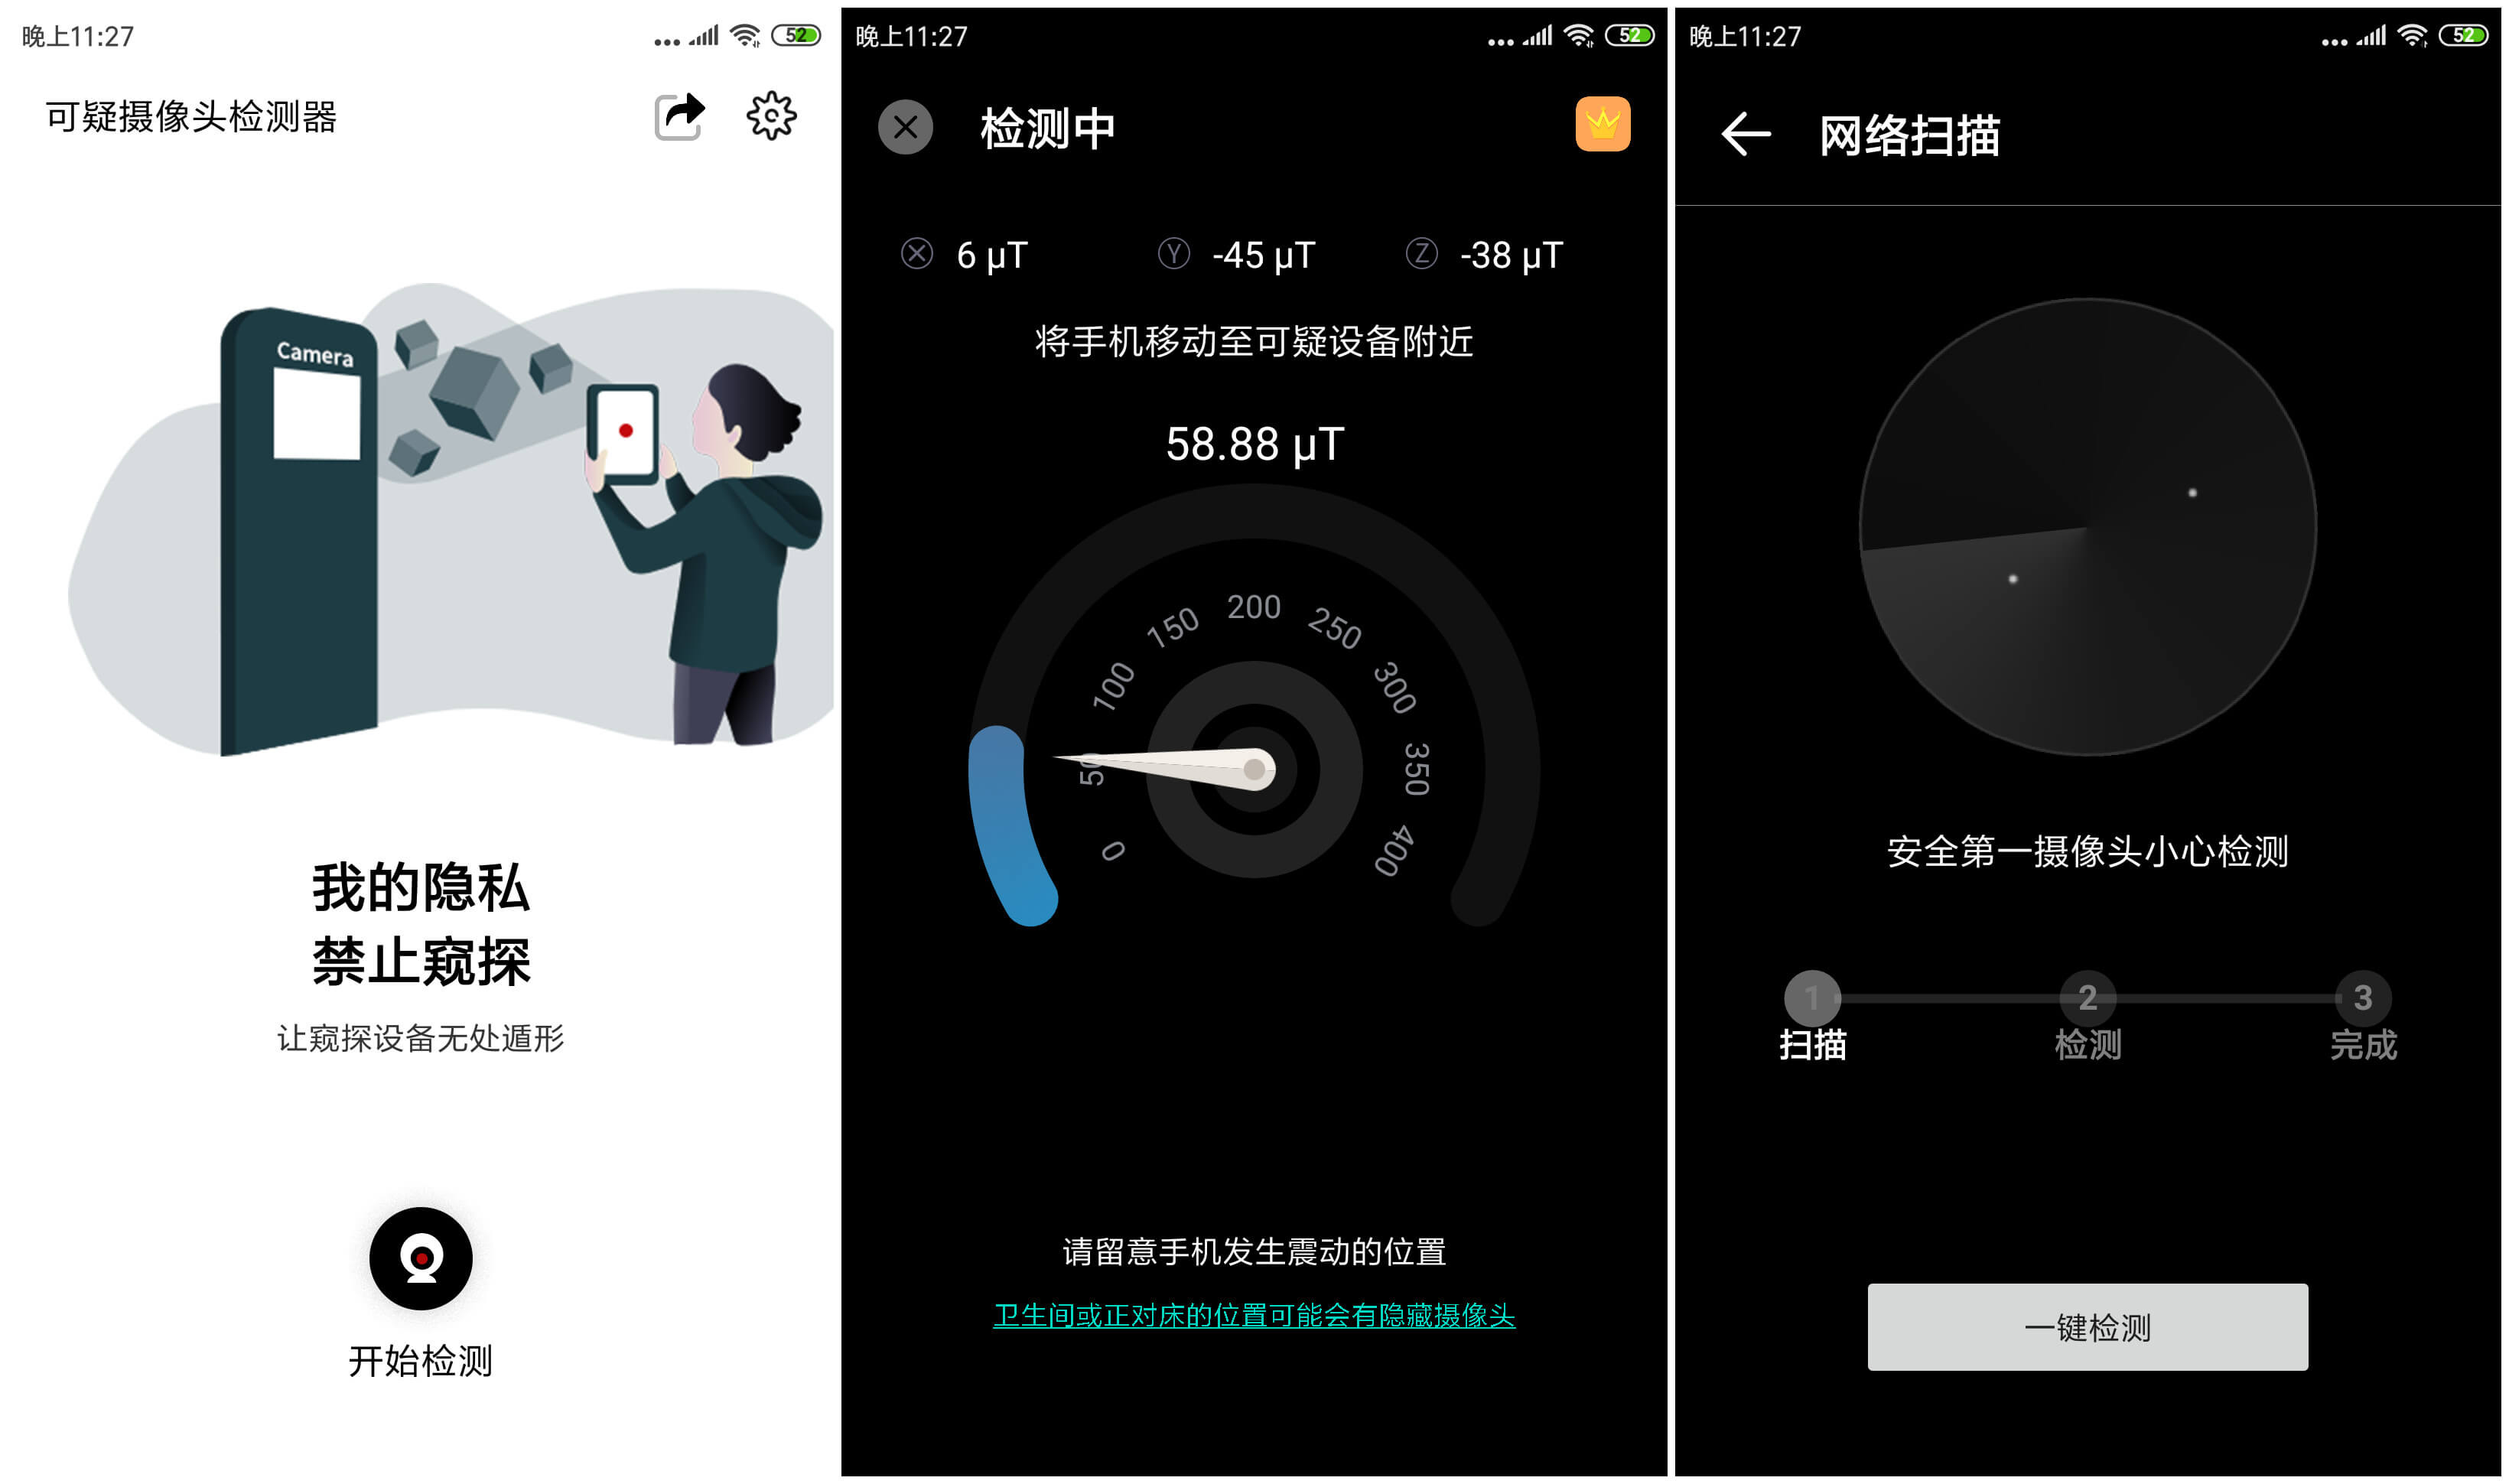 晚上11:27
52
可疑摄像头检测器
Camera
我的隐私
禁止窥探
让窥探设备无处遁形
开始检测
晚上11:27
52
检测中
X 6 μT Y -45 μT Z -38 μT
将手机移动至可疑设备附近
58.88 μT
0 50 100 150 200 250 300 350 400
请留意手机发生震动的位置
卫生间或正对床的位置可能会有隐藏摄像头
晚上11:27
52
网络扫描
安全第一摄像头小心检测
1 2 3
扫描 检测 完成
一键检测